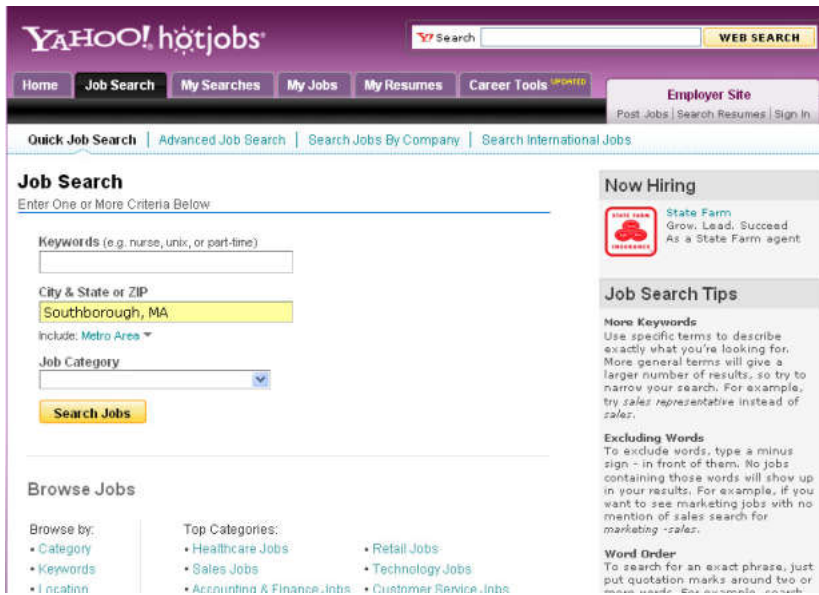 YAHOO! hotjobs
Y! Search
WEB SEARCH
Home
Job Search
My Searches
My Jobs
My Resumes
Career Tools UPDATED
Employer Site
Post Jobs | Search Resumes | Sign In
Quick Job Search | Advanced Job Search | Search Jobs By Company | Search International Jobs
Job Search
Enter One or More Criteria Below
Keywords (e.g. nurse, unix, or part-time)
City & State or ZIP
Southborough, MA
Include: Metro Area
Job Category
Search Jobs
Browse Jobs
Browse by:
• Category
• Keywords
• Location
Top Categories:
• Healthcare Jobs
• Sales Jobs
• Accounting & Finance Jobs
• Retail Jobs
• Technology Jobs
• Customer Service Jobs
Now Hiring
STATE FARM
INSURANCE
State Farm
Grow. Lead. Succeed
As a State Farm agent
Job Search Tips
More Keywords
Use specific terms to describe
exactly what you're looking for.
More general terms will give a
larger number of results, so try to
narrow your search. For example,
try sales representative instead of
sales.
Excluding Words
To exclude words, type a minus
sign - in front of them. No jobs
containing those words will show up
in your results. For example, if you
want to see marketing jobs with no
mention of sales search for
marketing -sales.
Word Order
To search for an exact phrase, just
put quotation marks around two or
more words. For example, search